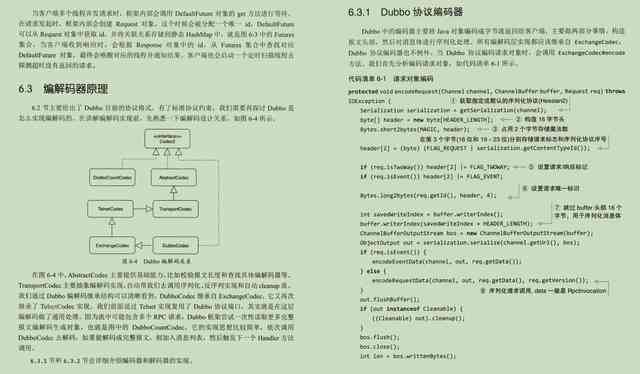 当客户端多个线程并发请求时，框架内部会调用 DefaultFuture 对象的 get 方法进行等待。
在请求发起时，框架内部会创建 Request 对象，这个时候会被分配一个唯一 id，DefaultFuture
可以从 Request 对象中获取 id，并将关联关系存储到静态 HashMap 中，就是图 6-3 中的 Futures
集合。当客户端收到响应时，会根据 Response 对象中的 id，从 Futures 集合中查找对应
DefaultFuture 对象，最终会唤醒对应的线程并通知结果。客户端也会启动一个定时扫描线程去
探测超时没有返回的请求。
6.3 编解码器原理
6.2 节主要给出了 Dubbo 目前的协议格式，有了标准协议约束，我们需要再探讨 Dubbo 是
怎么实现编解码的。在讲解编解码实现前，先熟悉一下编解码设计关系，如图 6-4 所示。
<<interface>>
Codec2
DubboCountCodec
AbstractCodec
TelnetCodec
TransportCodec
ExchangeCodec
DubboCodec
图 6-4 Dubbo 编解码关系
在图 6-4 中，AbstractCodec 主要提供基础能力，比如校验报文长度和查找具体编解码器等。
TransportCodec 主要抽象编解码实现，自动帮我们去调用序列化、反序列实现和自动 cleanup 流。
我们通过 Dubbo 编解码继承结构可以清晰看到，DubboCodec 继承自 ExchangeCodec，它又再次
继承了 TelnetCodec 实现。我们前面说过 Telnet 实现复用了 Dubbo 协议端口，其实就是在这层
编解码做了通用处理。因为流中可能包含多个 RPC 请求，Dubbo 框架尝试一次性读取更多完整
报文编解码生成对象，也就是图中的 DubboCountCodec，它的实现思想比较简单，依次调用
DubboCodec 去解码，如果能解码成完整报文，则加入消息列表，然后触发下一个 Handler 方法
调用。
6.3.1 节和 6.3.2 节会详细介绍编码器和解码器的实现。
6.3.1 Dubbo 协议编码器
Dubbo 中的编码器主要将 Java 对象编码成字节流返回给客户端，主要做两部分事情，构造
报文头部，然后对消息体进行序列化处理。所有编解码层实现都应该继承自 ExchangeCodec，
Dubbo 协议编码器也不例外。当 Dubbo 协议编码请求对象时，会调用 ExchangeCodec#encode
方法。我们首先分析编码请求对象，如代码清单 6-1 所示。
代码清单 6-1 请求对象编码
protected void encodeRequest(Channel channel, ChannelBuffer buffer, Request req) throws
IOException {
① 获取指定或默认的序列化协议(Hessian2)
Serialization serialization = getSerialization(channel);
byte[] header = new byte[HEADER_LENGTH]; ② 构造 16 字节头
Bytes.short2bytes(MAGIC, header); ③ 占用 2 个字节存储魔法数
在第 3 个字节(16 位和 19～23 位)分别存储请求标志和序列化协议序号
header[2] = (byte) (FLAG_REQUEST | serialization.getContentTypeId());
if (req.isTwoWay()) header[2] |= FLAG_TWOWAY; ⑤ 设置请求/响应标记
if (req.isEvent()) header[2] |= FLAG_EVENT;
⑥ 设置请求唯一标识
Bytes.long2bytes(req.getId(), header, 4);
7: 跳过 buffer 头部 16 个
字节，用于序列化消息体
int savedWriteIndex = buffer.writerIndex();
buffer.writerIndex(savedWriteIndex + HEADER_LENGTH);
ChannelBufferOutputStream bos = new ChannelBufferOutputStream(buffer);
ObjectOutput out = serialization.serialize(channel.getUrl(), bos);
if (req.isEvent()) {
encodeEventData(channel, out, req.getData());
} else {
encodeRequestData(channel, out, req.getData(), req.getVersion());
}
⑧ 序列化请求调用, data 一般是 RpcInvocation
out.flushBuffer();
if (out instanceof Cleanable) {
((Cleanable) out).cleanup();
}
bos.flush();
bos.close();
int len = bos.writtenBytes();